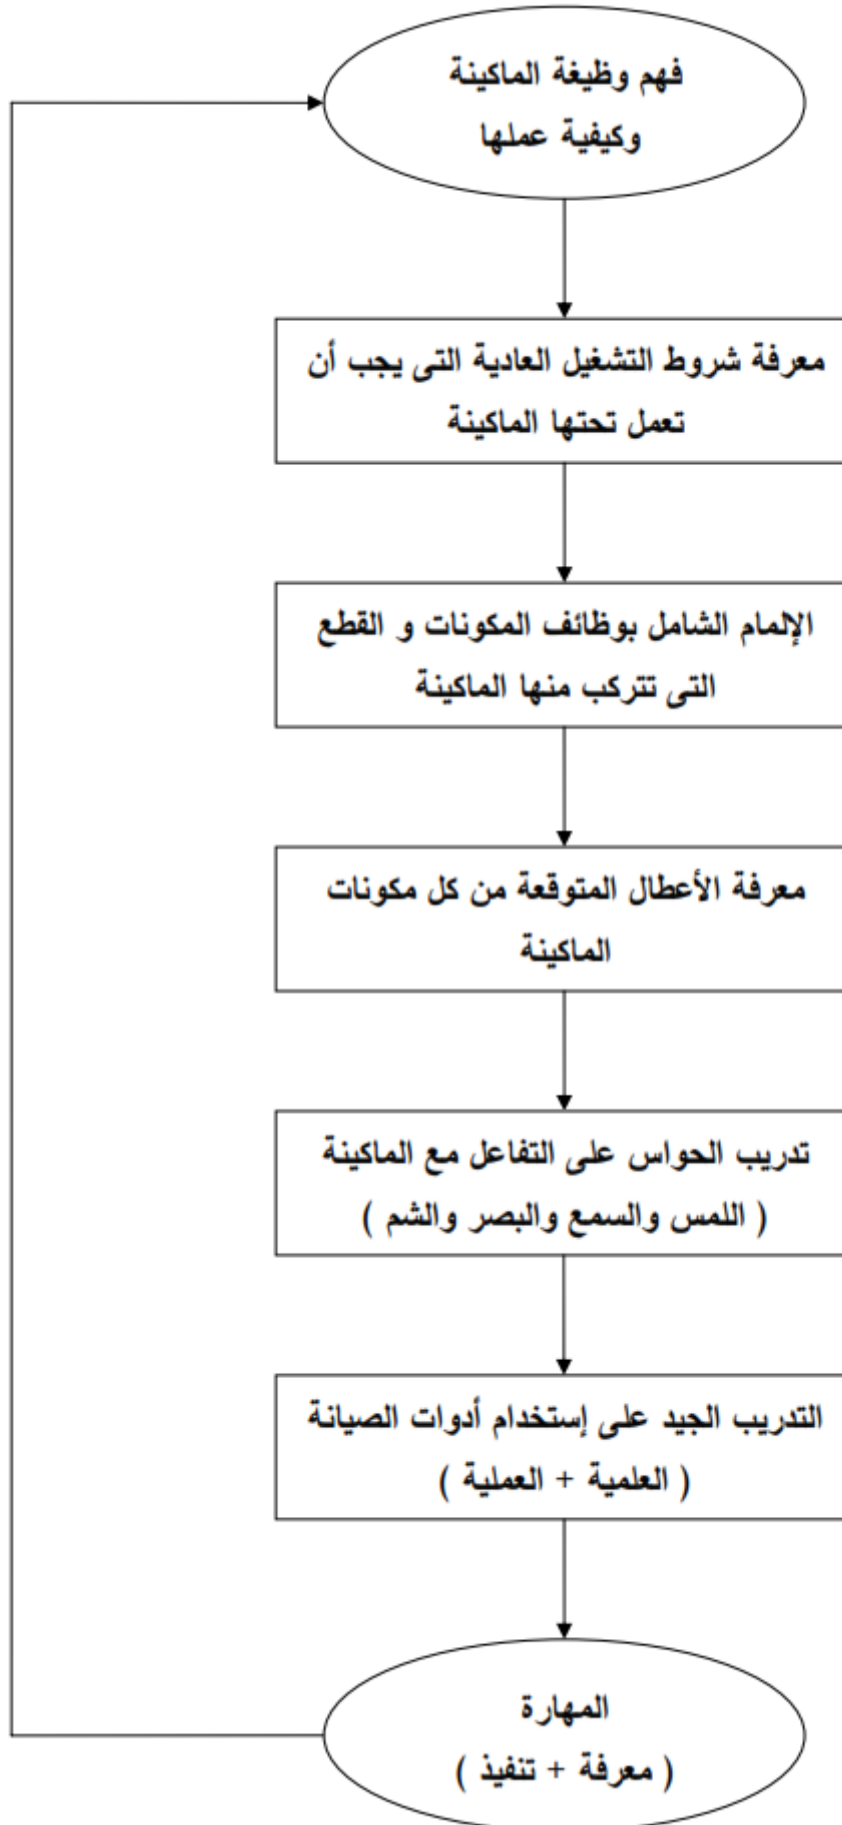 فهم وظيغة الماكينة
وكيفية عملها
معرفة شروط التشغيل العادية التى يجب أن
تعمل تحتها الماكينة
الإلمام الشامل بوظائف المكونات و القطع
التى تتركب منها الماكينة
معرفة الأعطال المتوقعة من كل مكونات
الماكينة
تدريب الحواس على التفاعل مع الماكينة
( اللمس والسمع والبصر والشم )
التدريب الجيد على إستخدام أدوات الصيانة
( العلمية + العملية )
المهارة
( معرفة + تنفيذ )